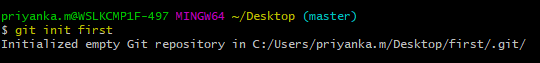 priyanka.m@WSLKCMP1F-497 MINGW64 ~/Desktop (master)
$ git init first
Initialized empty Git repository in C:/Users/priyanka.m/Desktop/first/.git/